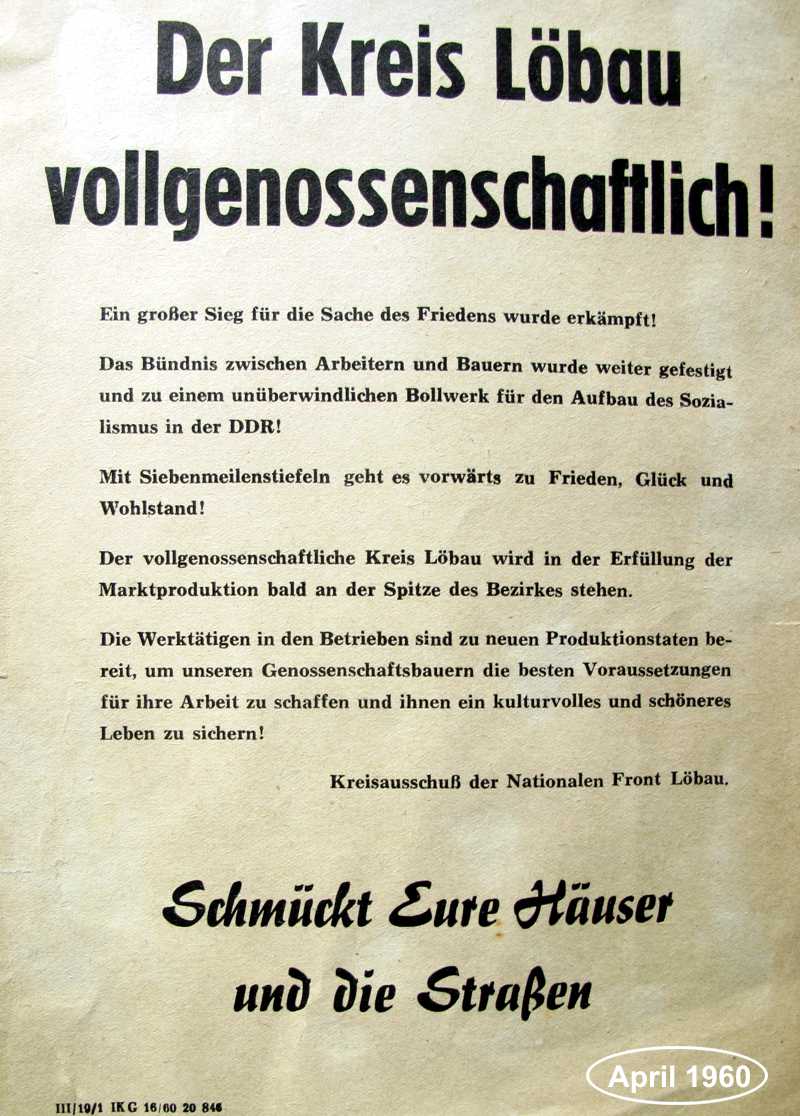 Der Kreis Löbau
vollgenossenschaftlich!
Ein großer Sieg für die Sache des Friedens wurde erkämpft!
Das Bündnis zwischen Arbeitern und Bauern wurde weiter gefestigt
und zu einem unüberwindlichen Bollwerk für den Aufbau des Sozia-
lismus in der DDR!
Mit Siebenmeilenstiefeln geht es vorwärts zu Frieden, Glück und
Wohlstand!
Der vollgenossenschaftliche Kreis Löbau wird in der Erfüllung der
Marktproduktion bald an der Spitze des Bezirkes stehen.
Die Werktätigen in den Betrieben sind zu neuen Produktionstaten be-
reit, um unseren Genossenschaftsbauern die besten Voraussetzungen
für ihre Arbeit zu schaffen und ihnen ein kulturvolles und schöneres
Leben zu sichern!
Kreisausschuß der Nationalen Front Löbau.
Schmückt Eure Häuser
und die Straßen
April 1960
III/19/1 IKG 16/60 20 846